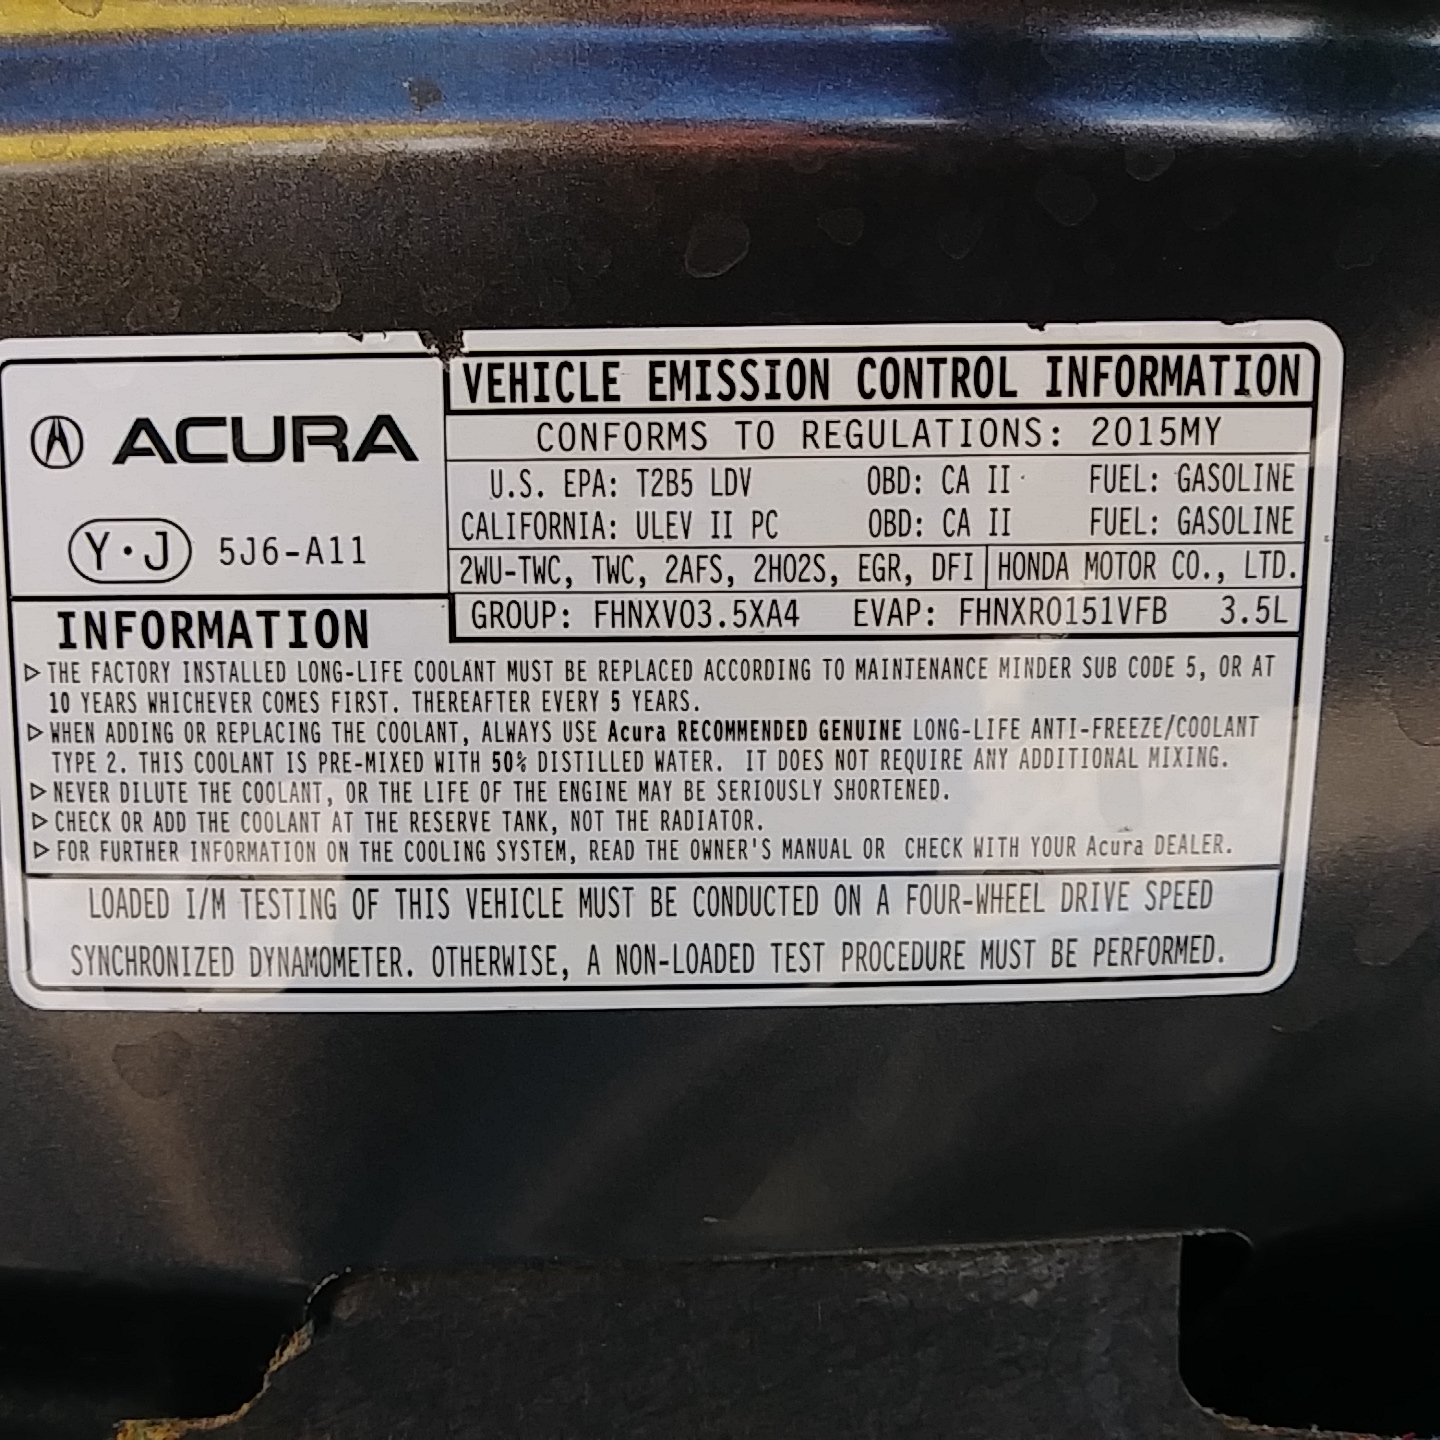 VEHICLE EMISSION CONTROL INFORMATION
ACURA
CONFORMS TO REGULATIONS: 2015MY
U.S. EPA: T2B5 LDV OBD: CA II FUEL: GASOLINE
CALIFORNIA: ULEV II PC OBD: CA II FUEL: GASOLINE
Y·J 5J6-A11
2WU-TWC, TWC, 2AFS, 2HO2S, EGR, DFI HONDA MOTOR CO., LTD.
GROUP: FHNXV03.5XA4 EVAP: FHNXR0151VFB 3.5L
INFORMATION
▷ THE FACTORY INSTALLED LONG-LIFE COOLANT MUST BE REPLACED ACCORDING TO MAINTENANCE MINDER SUB CODE 5, OR AT
10 YEARS WHICHEVER COMES FIRST. THEREAFTER EVERY 5 YEARS.
▷ WHEN ADDING OR REPLACING THE COOLANT, ALWAYS USE Acura RECOMMENDED GENUINE LONG-LIFE ANTI-FREEZE/COOLANT
TYPE 2. THIS COOLANT IS PRE-MIXED WITH 50% DISTILLED WATER. IT DOES NOT REQUIRE ANY ADDITIONAL MIXING.
▷ NEVER DILUTE THE COOLANT, OR THE LIFE OF THE ENGINE MAY BE SERIOUSLY SHORTENED.
▷ CHECK OR ADD THE COOLANT AT THE RESERVE TANK, NOT THE RADIATOR.
▷ FOR FURTHER INFORMATION ON THE COOLING SYSTEM, READ THE OWNER'S MANUAL OR CHECK WITH YOUR Acura DEALER.
LOADED I/M TESTING OF THIS VEHICLE MUST BE CONDUCTED ON A FOUR-WHEEL DRIVE SPEED
SYNCHRONIZED DYNAMOMETER. OTHERWISE, A NON-LOADED TEST PROCEDURE MUST BE PERFORMED.